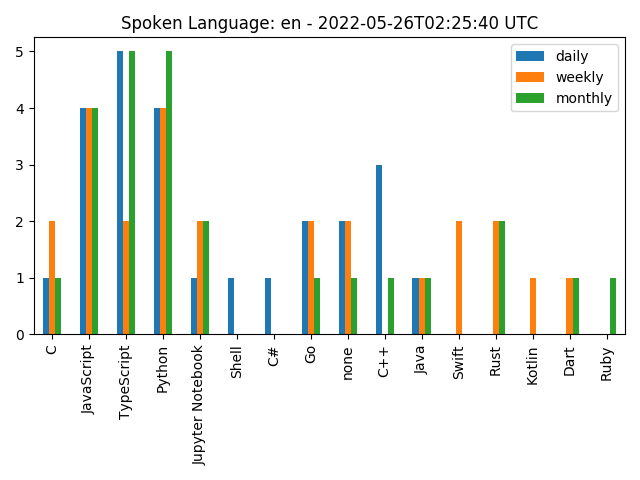 Spoken Language: en - 2022-05-26T02:25:40 UTC
daily
weekly
monthly
5
4
3
2
1
0
C
JavaScript
TypeScript
Python
Jupyter Notebook
Shell
C#
Go
none
C++
Java
Swift
Rust
Kotlin
Dart
Ruby